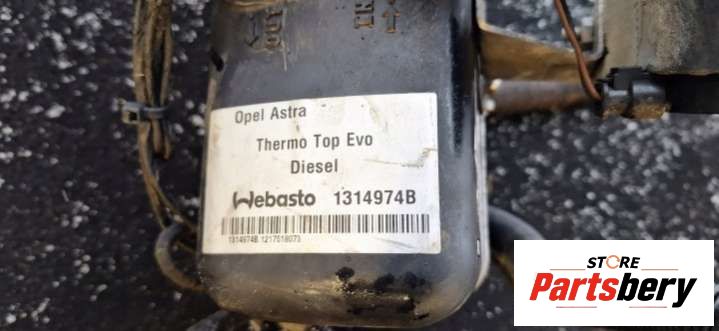 Opel Astra
Thermo Top Evo
Diesel
Webasto 1314974B
1314974B 1217518073
STORE
Partsbery